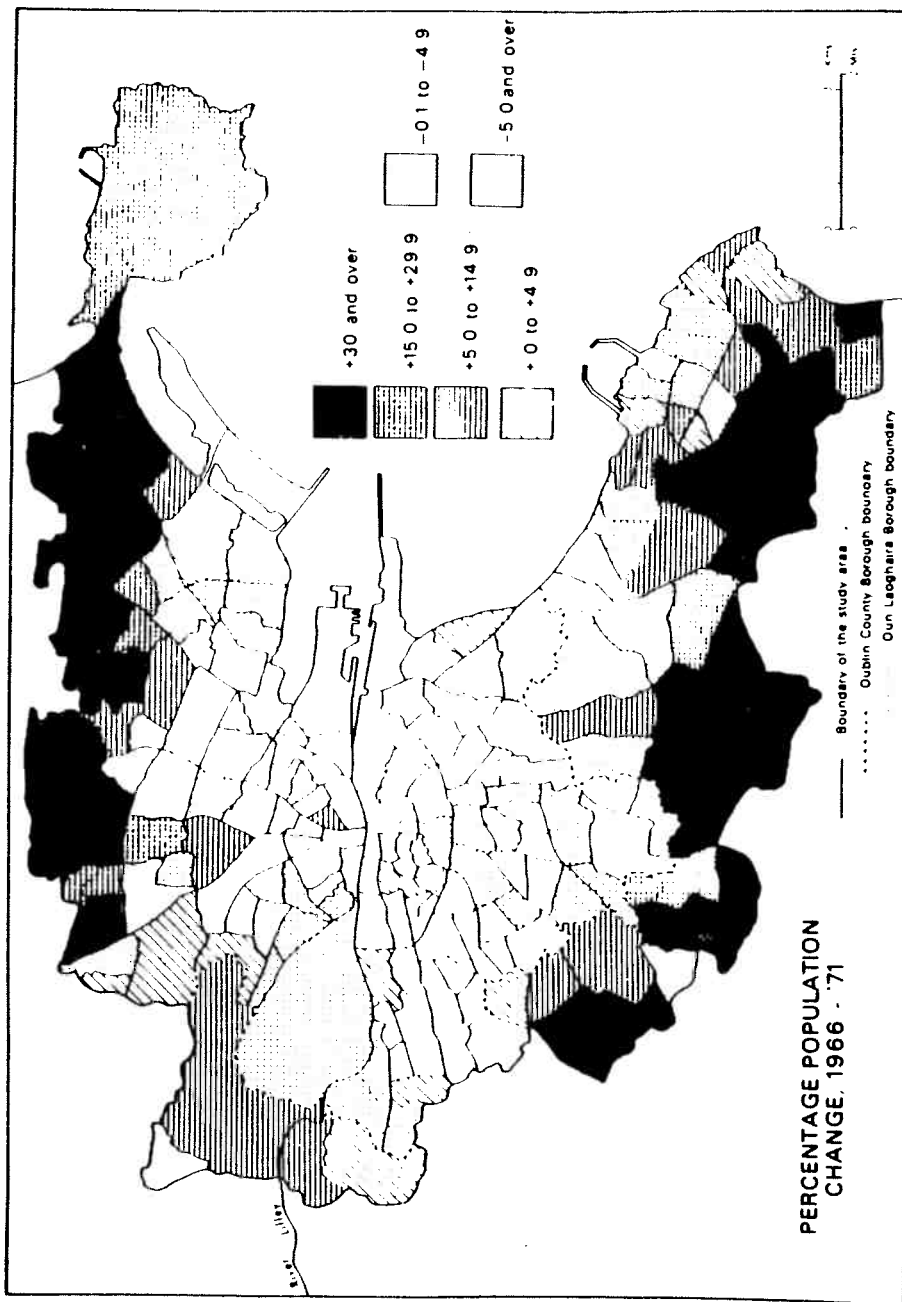 PERCENTAGE POPULATION
CHANGE, 1966 - '71
+30 and over
+15 0 to +29 9
+5 0 to +14 9
+ 0 to +4 9
-0 1 to -4 9
-5 0 and over
Boundary of the study area
Dublin County Borough boundary
Dun Laoghaire Borough boundary
River Liffey
0
0